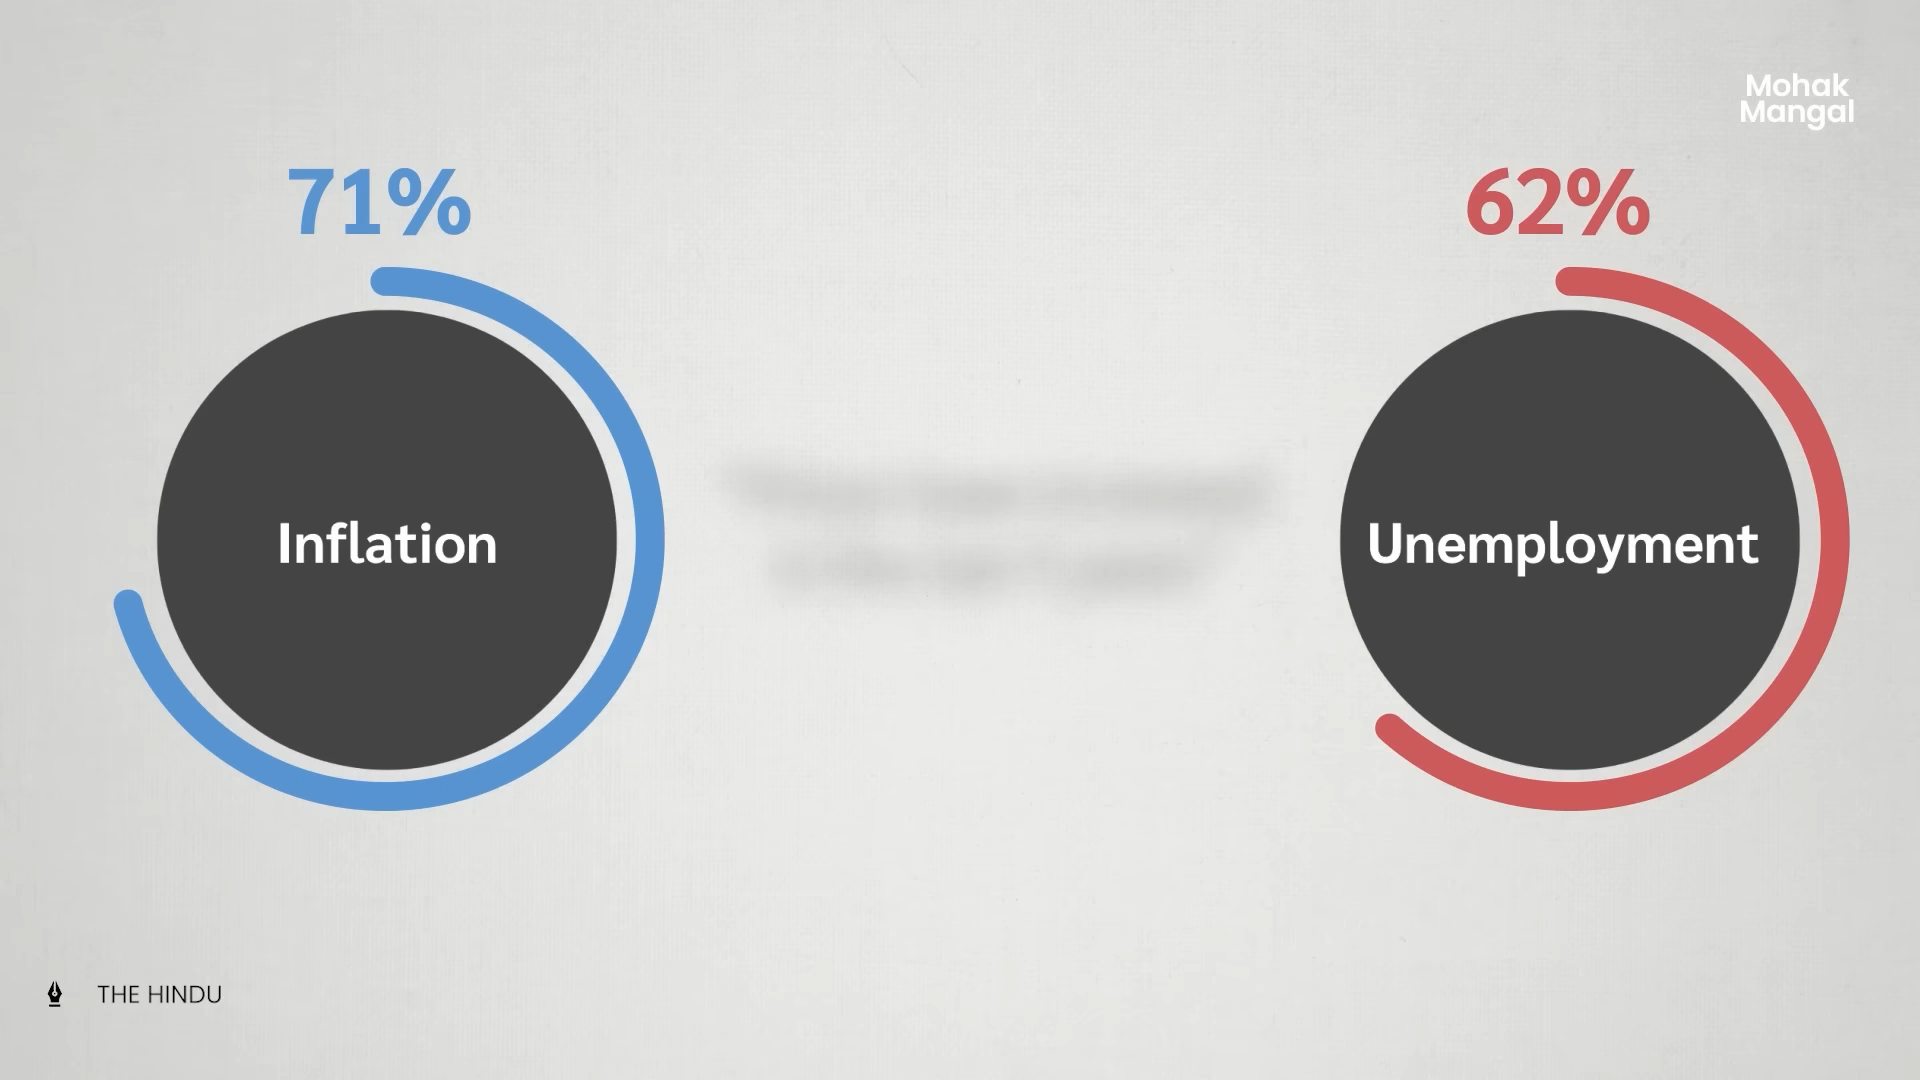 Mohak
Mangal
71%
62%
Inflation
Unemployment
THE HINDU